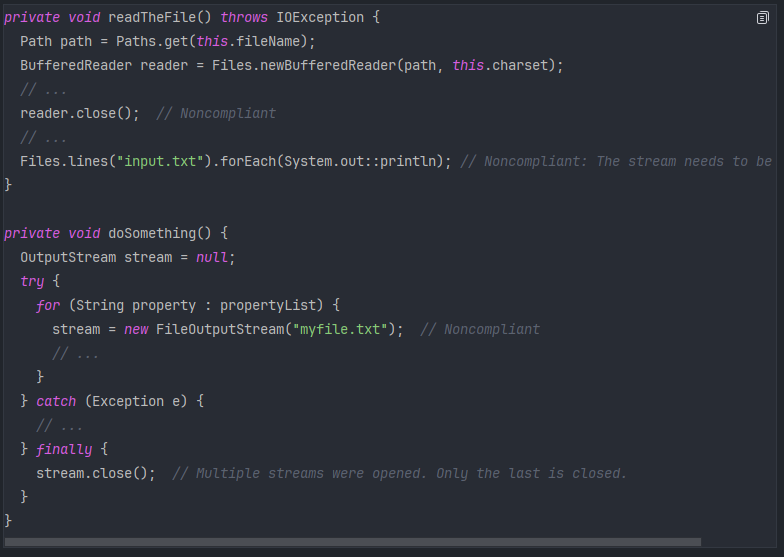 private void readTheFile() throws IOException {
  Path path = Paths.get(this.fileName);
  BufferedReader reader = Files.newBufferedReader(path, this.charset);
  // ...
  reader.close();  // Noncompliant
  // ...
  Files.lines("input.txt").forEach(System.out::println); // Noncompliant: The stream needs to be
}

private void doSomething() {
  OutputStream stream = null;
  try {
    for (String property : propertyList) {
      stream = new FileOutputStream("myfile.txt");  // Noncompliant
      // ...
    }
  } catch (Exception e) {
    // ...
  } finally {
    stream.close();  // Multiple streams were opened. Only the last is closed.
  }
}